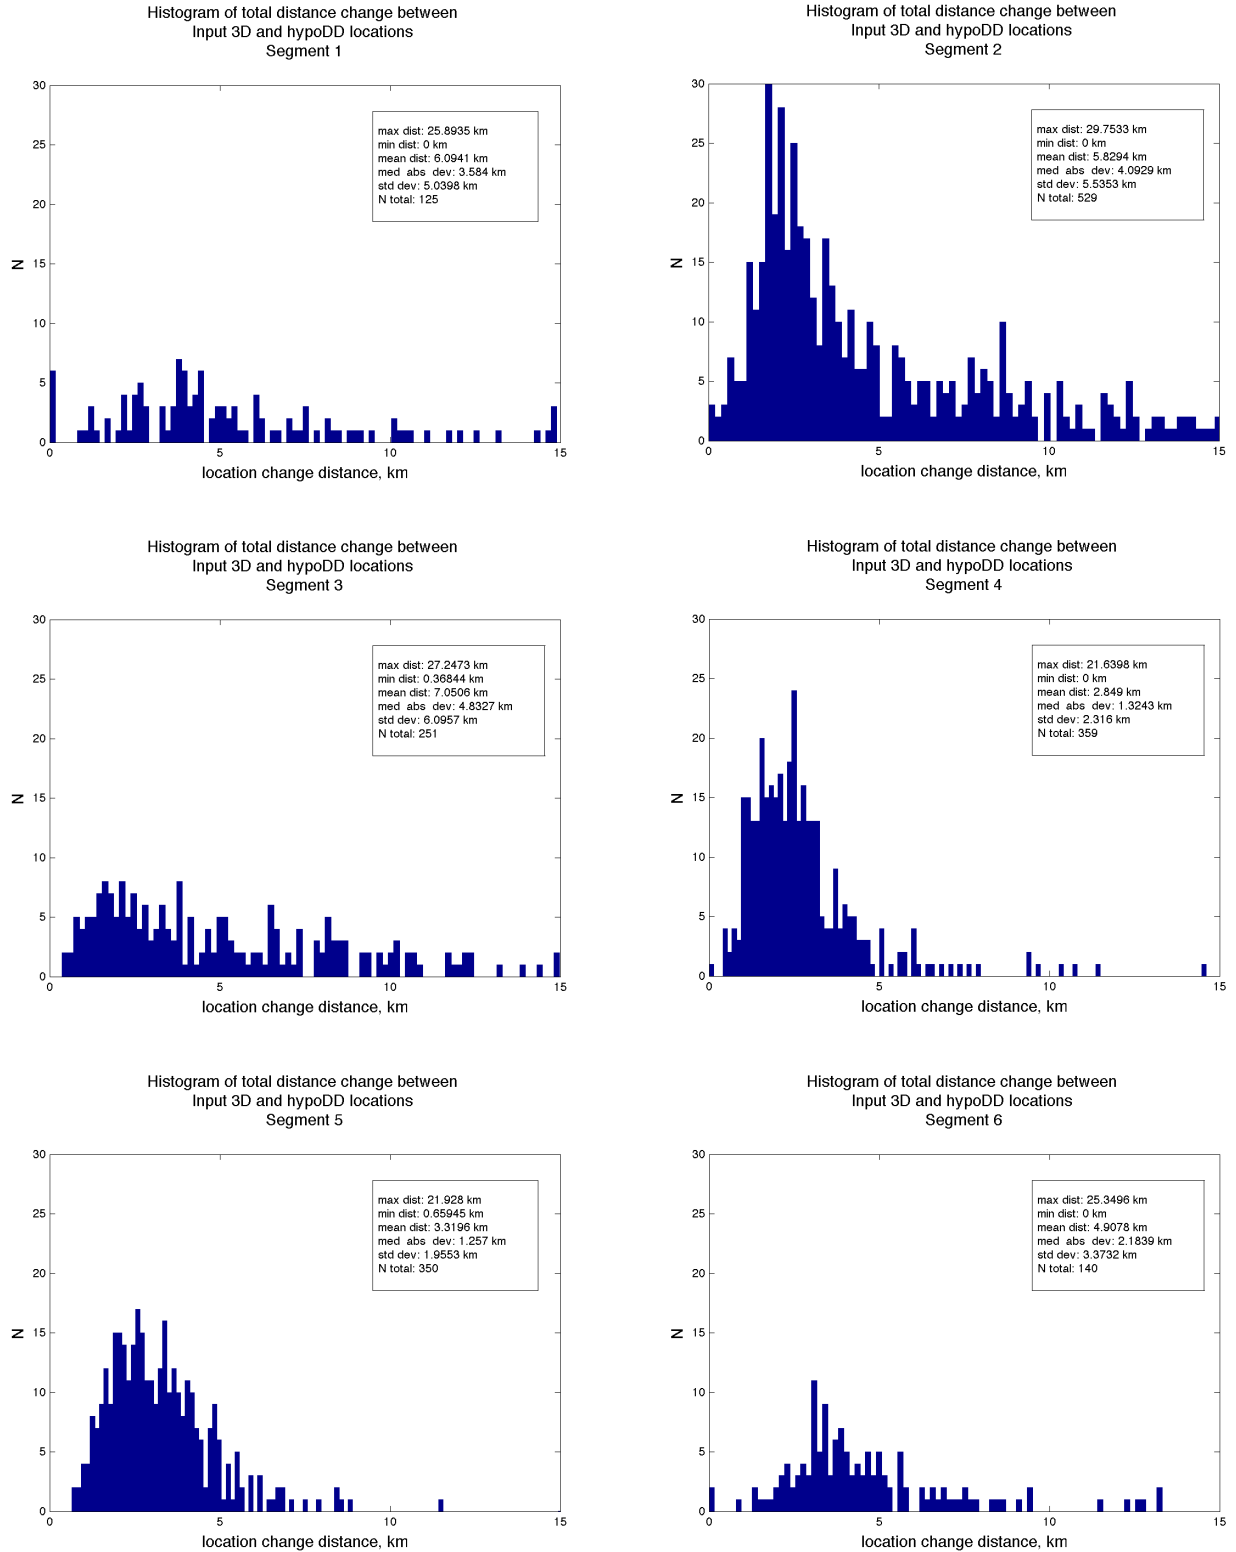 Histogram of total distance change between
Input 3D and hypoDD locations
Segment 1
30
25
20
15
10
5
0
N
max dist: 25.8935 km
min dist: 0 km
mean dist: 6.0941 km
med abs dev: 3.584 km
std dev: 5.0398 km
N total: 125
0
5
10
15
location change distance, km
Histogram of total distance change between
Input 3D and hypoDD locations
Segment 2
30
25
20
15
10
5
0
N
max dist: 29.7533 km
min dist: 0 km
mean dist: 5.8294 km
med abs dev: 4.0929 km
std dev: 5.5353 km
N total: 529
0
5
10
15
location change distance, km
Histogram of total distance change between
Input 3D and hypoDD locations
Segment 3
30
25
20
15
10
5
0
N
max dist: 27.2473 km
min dist: 0.36844 km
mean dist: 7.0506 km
med abs dev: 4.8327 km
std dev: 6.0957 km
N total: 251
0
5
10
15
location change distance, km
Histogram of total distance change between
Input 3D and hypoDD locations
Segment 4
30
25
20
15
10
5
0
N
max dist: 21.6398 km
min dist: 0 km
mean dist: 2.849 km
med abs dev: 1.3243 km
std dev: 2.316 km
N total: 359
0
5
10
15
location change distance, km
Histogram of total distance change between
Input 3D and hypoDD locations
Segment 5
30
25
20
15
10
5
0
N
max dist: 21.928 km
min dist: 0.65945 km
mean dist: 3.3196 km
med abs dev: 1.257 km
std dev: 1.9553 km
N total: 350
0
5
10
15
location change distance, km
Histogram of total distance change between
Input 3D and hypoDD locations
Segment 6
30
25
20
15
10
5
0
N
max dist: 25.3496 km
min dist: 0 km
mean dist: 4.9078 km
med abs dev: 2.1839 km
std dev: 3.3732 km
N total: 140
0
5
10
15
location change distance, km